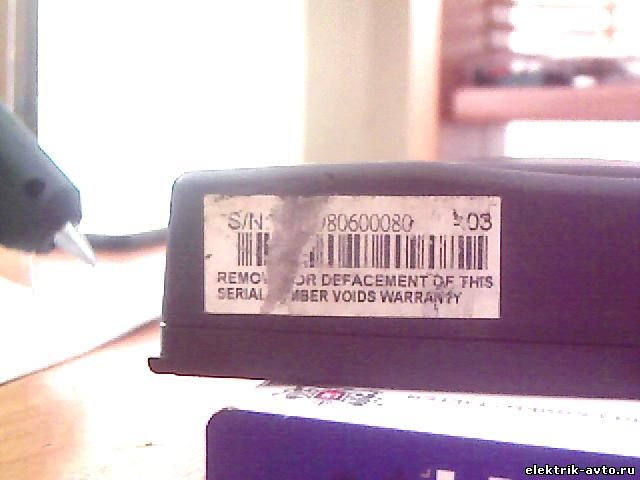 S/N: 080600080 03
REMOV OR DEFACEMENT OF THIS
SERIAL MBER VOIDS WARRANTY
elektrik-avto.ru